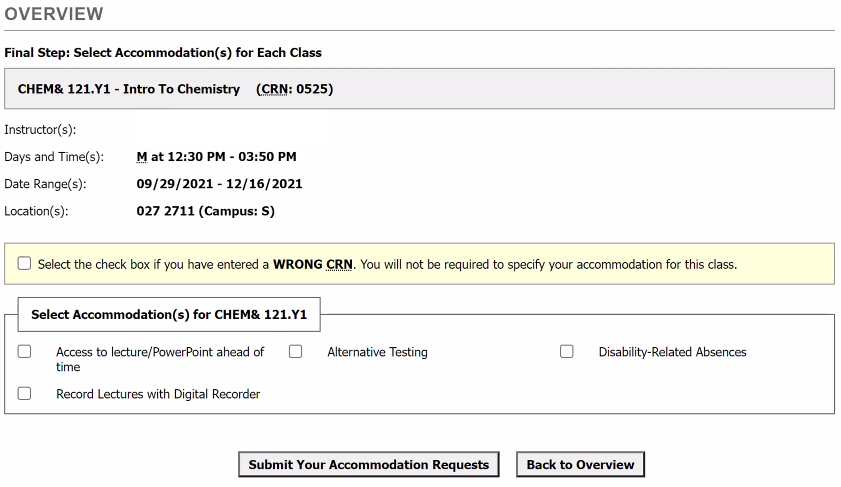 OVERVIEW
Final Step: Select Accommodation(s) for Each Class
CHEM& 121.Y1 - Intro To Chemistry (CRN: 0525)
Instructor(s):
Days and Time(s): M at 12:30 PM - 03:50 PM
Date Range(s): 09/29/2021 - 12/16/2021
Location(s): 027 2711 (Campus: S)
Select the check box if you have entered a WRONG CRN. You will not be required to specify your accommodation for this class.
Select Accommodation(s) for CHEM& 121.Y1
Access to lecture/PowerPoint ahead of
time
Alternative Testing
Disability-Related Absences
Record Lectures with Digital Recorder
Submit Your Accommodation Requests
Back to Overview